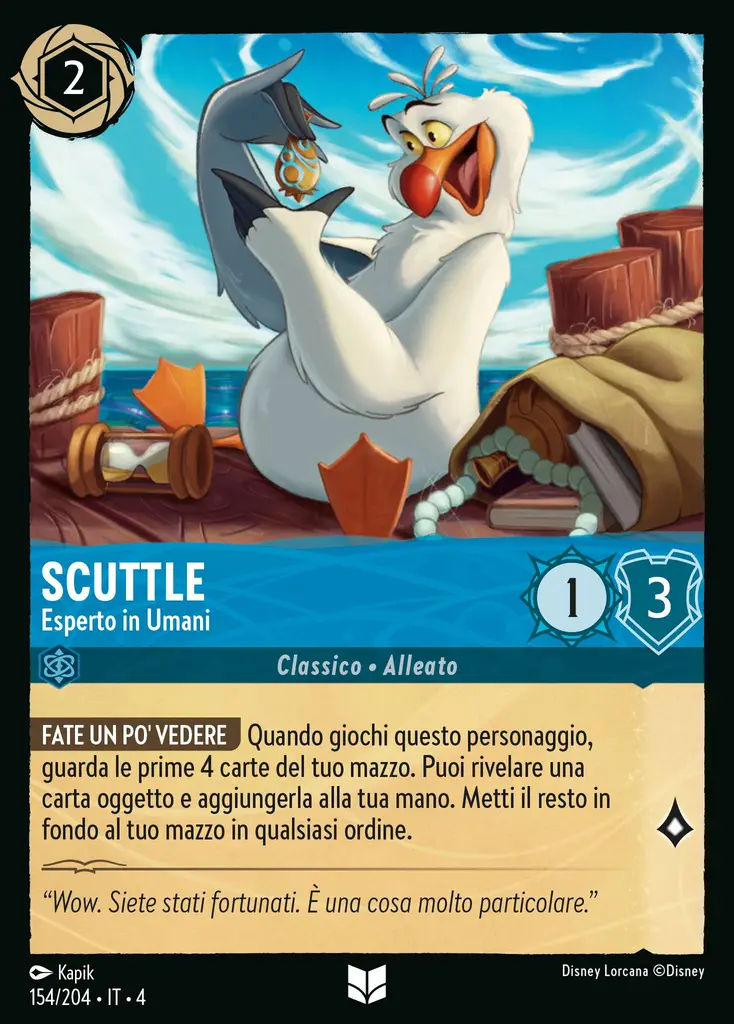 2
SCUTTLE
Esperto in Umani
1
3
Classico • Alleato
FATE UN PO' VEDERE Quando giochi questo personaggio,
guarda le prime 4 carte del tuo mazzo. Puoi rivelare una
carta oggetto e aggiungerla alla tua mano. Metti il resto in
fondo al tuo mazzo in qualsiasi ordine.
“Wow. Siete stati fortunati. È una cosa molto particolare.”
Kapik
Disney Lorcana ©Disney
154/204 • IT • 4